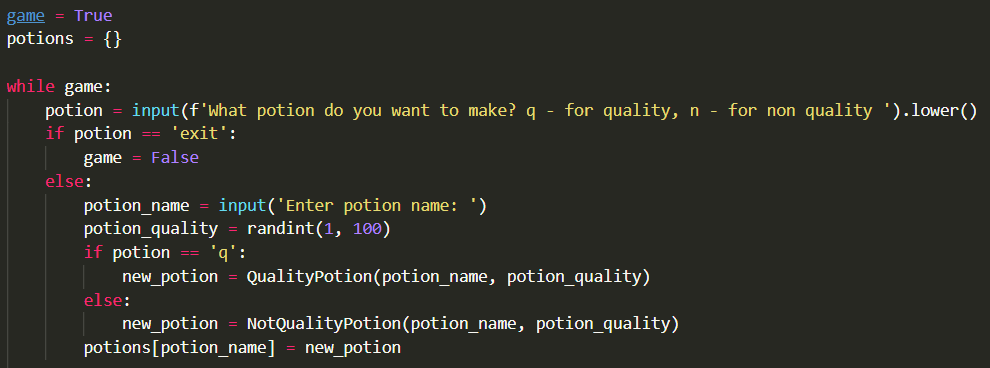 game = True
potions = {}
while game:
    potion = input(f'What potion do you want to make? q - for quality, n - for non quality ').lower()
    if potion == 'exit':
        game = False
    else:
        potion_name = input('Enter potion name: ')
        potion_quality = randint(1, 100)
        if potion == 'q':
            new_potion = QualityPotion(potion_name, potion_quality)
        else:
            new_potion = NotQualityPotion(potion_name, potion_quality)
        potions[potion_name] = new_potion